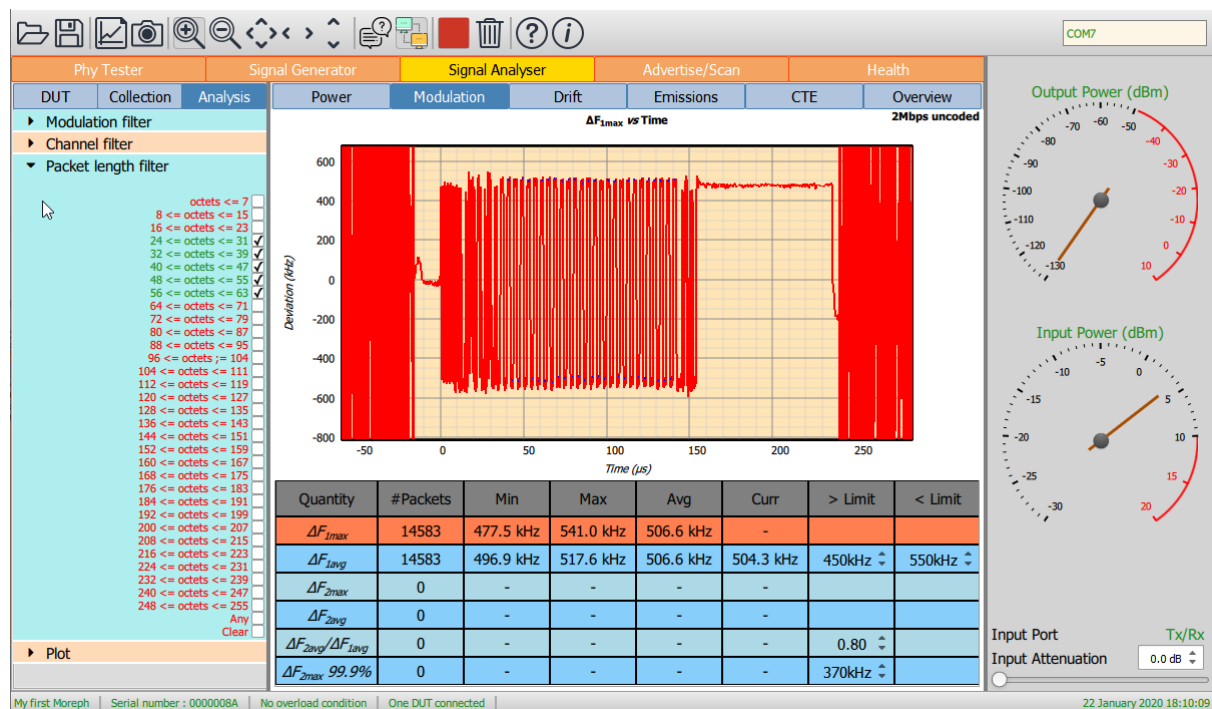 COM7
Phy Tester Signal Generator Signal Analyser Advertise/Scan Health
DUT Collection Analysis Power Modulation Drift Emissions CTE Overview
Modulation filter
Channel filter
Packet length filter
octets <= 7
8 <= octets <= 15
16 <= octets <= 23
24 <= octets <= 31
32 <= octets <= 39
40 <= octets <= 47
48 <= octets <= 55
56 <= octets <= 63
64 <= octets <= 71
72 <= octets <= 79
80 <= octets <= 87
88 <= octets <= 95
96 <= octets ;= 104
104 <= octets <= 111
112 <= octets <= 119
120 <= octets <= 127
128 <= octets <= 135
136 <= octets <= 143
144 <= octets <= 151
152 <= octets <= 159
160 <= octets <= 167
168 <= octets <= 175
176 <= octets <= 183
184 <= octets <= 191
192 <= octets <= 199
200 <= octets <= 207
208 <= octets <= 215
216 <= octets <= 223
224 <= octets <= 231
232 <= octets <= 239
240 <= octets <= 247
248 <= octets <= 255
Any
Clear
Plot
ΔF1max vs Time
2Mbps uncoded
Deviation (kHz)
600
400
200
0
-200
-400
-600
-800
-50 0 50 100 150 200 250
Time (µs)
Quantity #Packets Min Max Avg Curr > Limit < Limit
ΔF1max 14583 477.5 kHz 541.0 kHz 506.6 kHz -
ΔF1avg 14583 496.9 kHz 517.6 kHz 506.6 kHz 504.3 kHz 450kHz 550kHz
ΔF2max 0 - - - -
ΔF2avg 0 - - - -
ΔF2avg/ΔF1avg 0 - - - - 0.80
ΔF2max 99.9% 0 - - - - 370kHz
Output Power (dBm)
-130 -120 -110 -100 -90 -80 -70 -60 -50 -40 -30 -20 -10 0 10
Input Power (dBm)
-30 -25 -20 -15 -10 -5 0 5 10 15 20
Input Port Tx/Rx
Input Attenuation 0.0 dB
My first Moreph Serial number : 0000008A No overload condition One DUT connected 22 January 2020 18:10:09